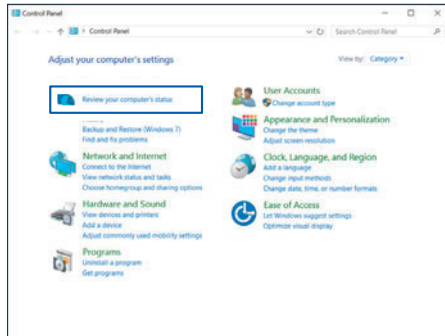 Control Panel
Control Panel
Search Control Panel
Adjust your computer's settings
View by: Category
Review your computer's status
Backup and Restore (Windows 7)
Find and fix problems
Network and Internet
Connect to the Internet
View network status and tasks
Choose homegroup and sharing options
Hardware and Sound
View devices and printers
Add a device
Adjust commonly used mobility settings
Programs
Uninstall a program
Get programs
User Accounts
Change account type
Appearance and Personalization
Change the theme
Adjust screen resolution
Clock, Language, and Region
Add a language
Change input methods
Change date, time, or number formats
Ease of Access
Let Windows suggest settings
Optimize visual display